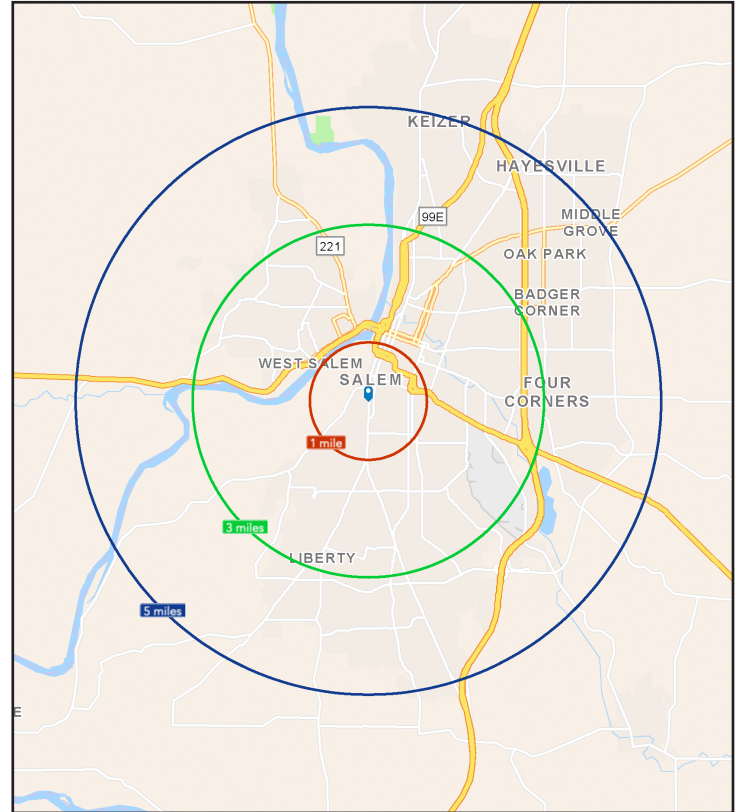 KEIZER
HAYESVILLE
99E
MIDDLE
GROVE
221
OAK PARK
BADGER
CORNER
WEST SALEM
SALEM
FOUR
CORNERS
1 mile
3 miles
LIBERTY
5 miles
E